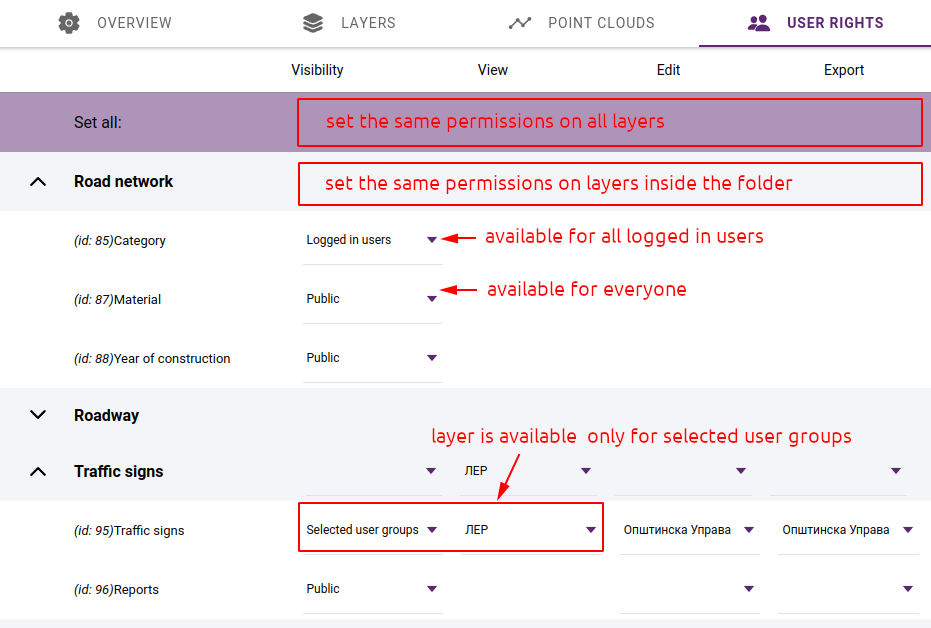 OVERVIEW LAYERS POINT CLOUDS USER RIGHTS
Visibility View Edit Export
Set all: set the same permissions on all layers
Road network set the same permissions on layers inside the folder
(id: 85)Category Logged in users available for all logged in users
(id: 87)Material Public available for everyone
(id: 88)Year of construction Public
Roadway
layer is available only for selected user groups
Traffic signs ЛЕР
(id: 95)Traffic signs Selected user groups ЛЕР Општинска Управа Општинска Управа
(id: 96)Reports Public